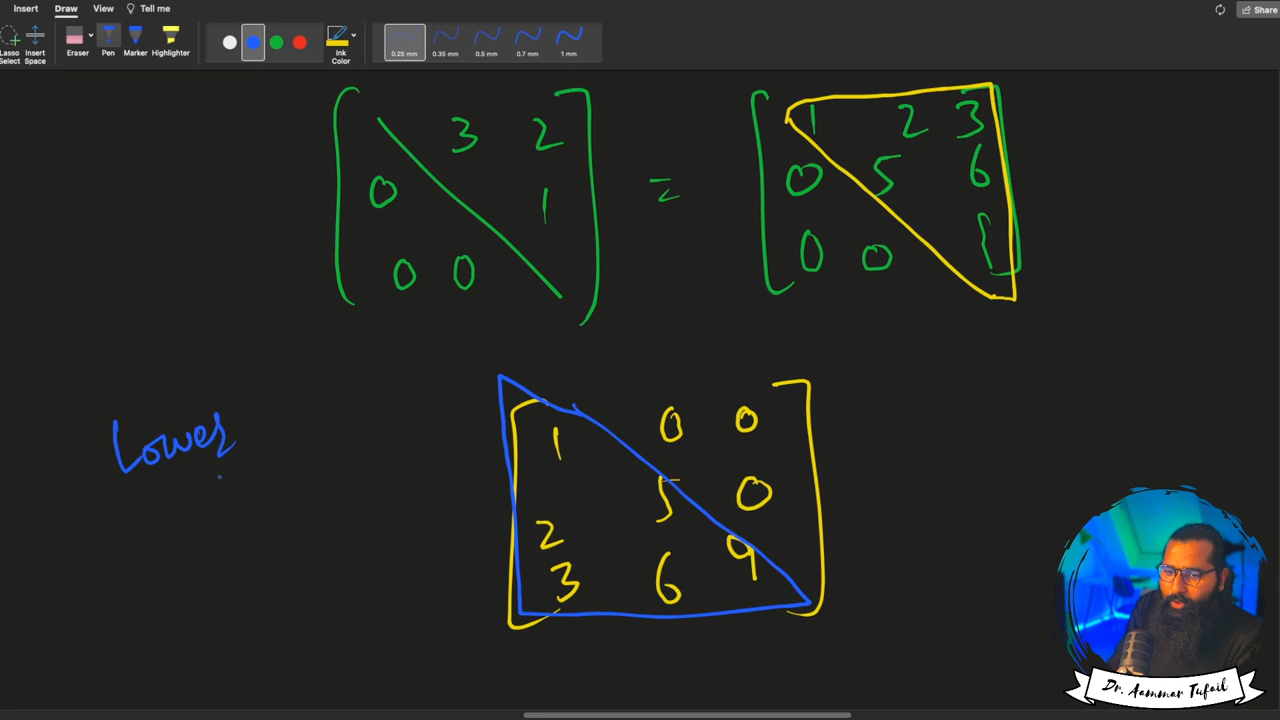 Insert Draw View Tell me
Share
Lasso Select
Insert Space
Eraser
Pen
Marker
Highlighter
Ink Color
0.25 mm
0.35 mm
0.5 mm
0.7 mm
1 mm
3 2
0 1
0 0
=
1 2 3
0 5 6
0 0
Lower
1 0 0
2 5 0
3 6 9
Dr. Aammar Tufail